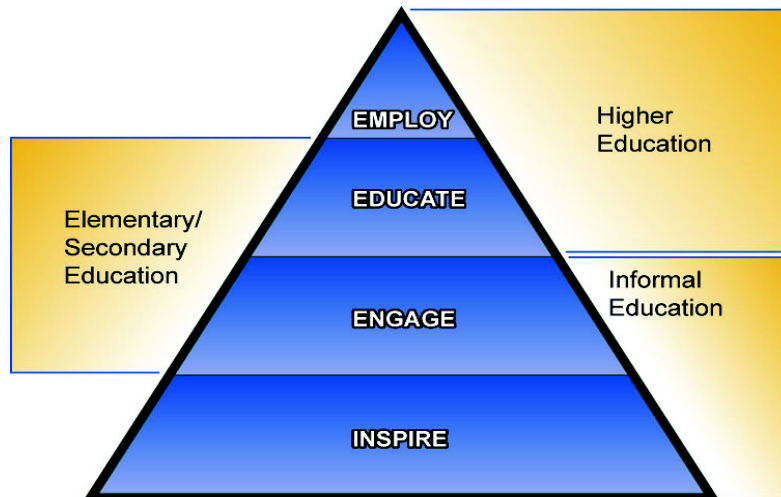 EMPLOY
Higher
Education
EDUCATE
Elementary/
Secondary
Education
Informal
Education
ENGAGE
INSPIRE